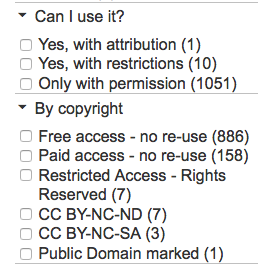 Can I use it?
Yes, with attribution (1)
Yes, with restrictions (10)
Only with permission (1051)
By copyright
Free access - no re-use (886)
Paid access - no re-use (158)
Restricted Access - Rights
Reserved (7)
CC BY-NC-ND (7)
CC BY-NC-SA (3)
Public Domain marked (1)